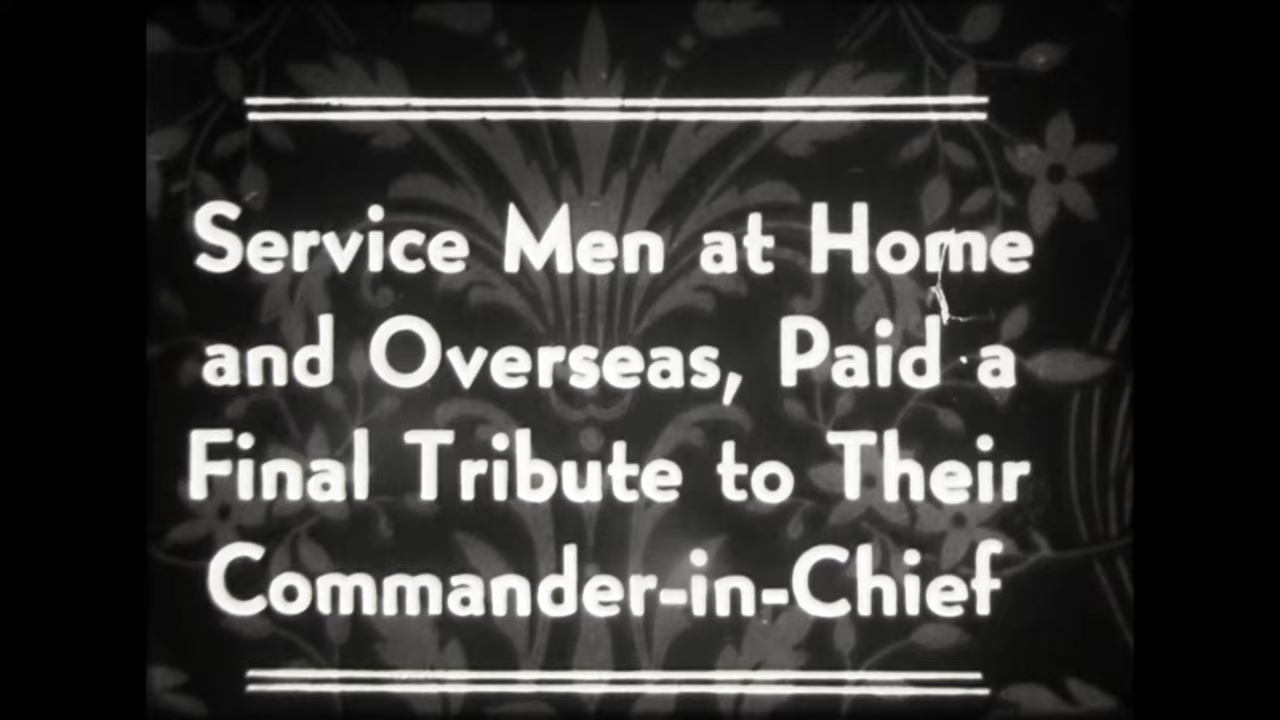 Service Men at Home
and Overseas, Paid a
Final Tribute to Their
Commander-in-Chief